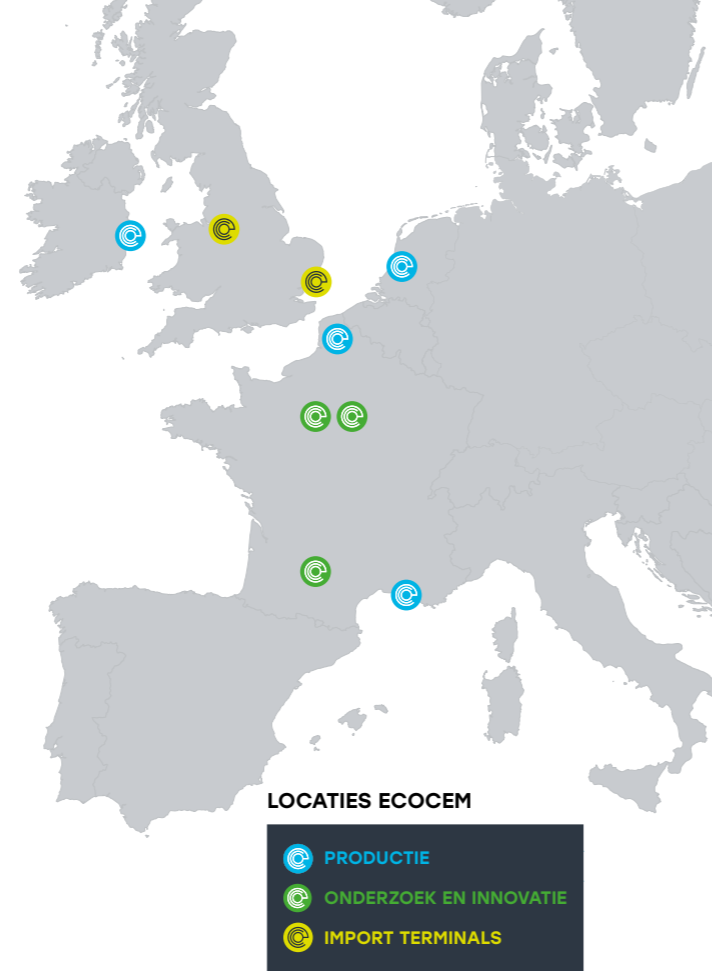 LOCATIES ECOCEM
PRODUCTIE
ONDERZOEK EN INNOVATIE
IMPORT TERMINALS